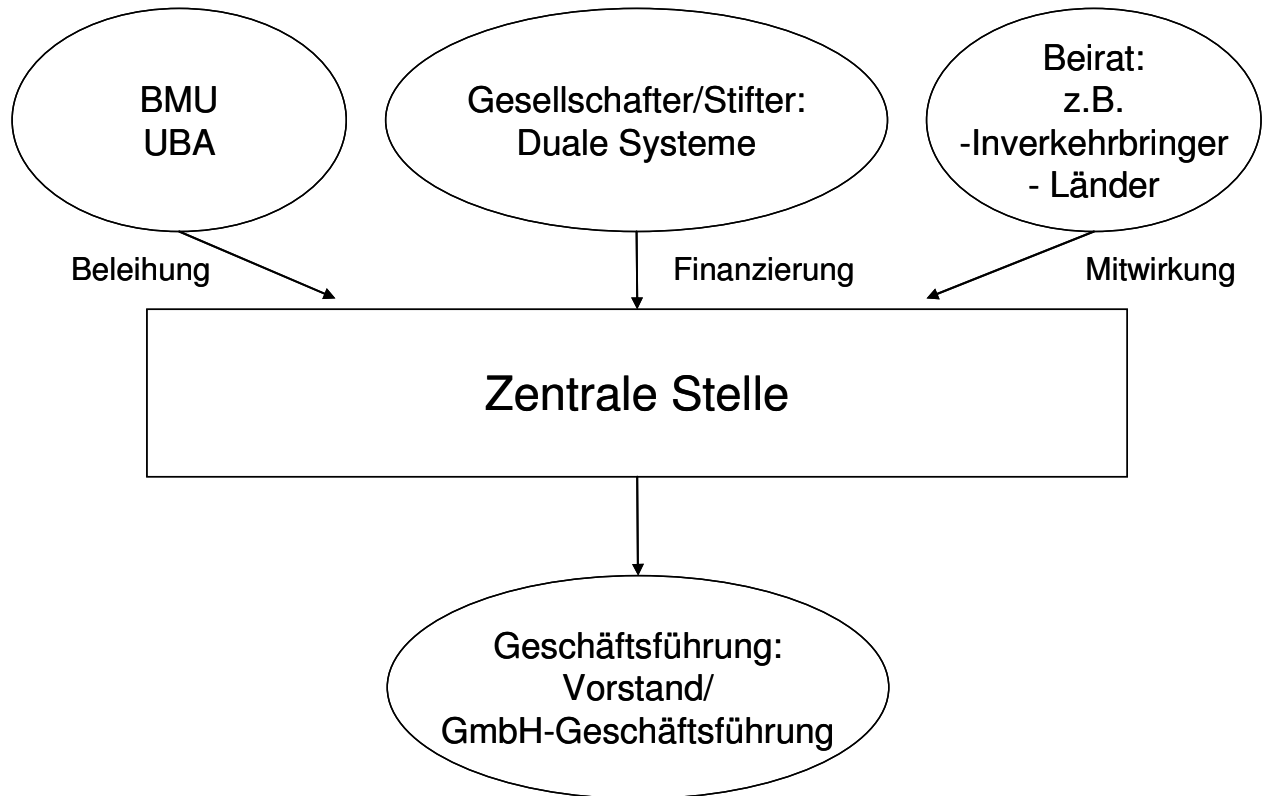 BMU
UBA
Gesellschafter/Stifter:
Duale Systeme
Beirat:
z.B.
-Inverkehrbringer
- Länder
Beleihung
Finanzierung
Mitwirkung
Zentrale Stelle
Geschäftsführung:
Vorstand/
GmbH-Geschäftsführung